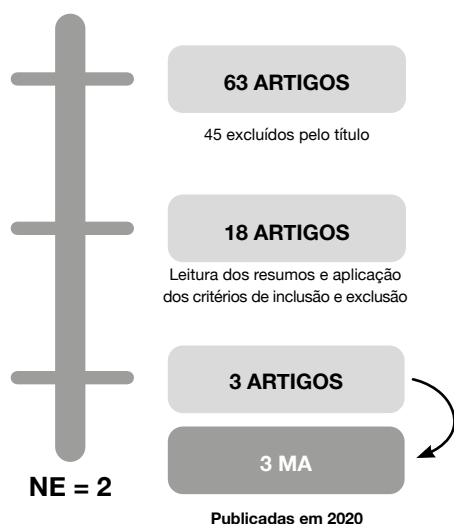 63 ARTIGOS
45 excluídos pelo título
18 ARTIGOS
Leitura dos resumos e aplicação
dos critérios de inclusão e exclusão
3 ARTIGOS
3 MA
NE = 2
Publicadas em 2020